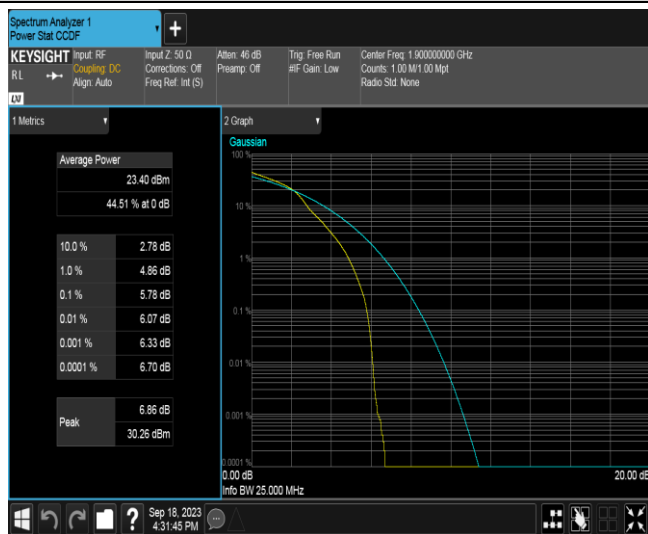 Spectrum Analyzer 1
Power Stat CCDF
+
KEYSIGHT
RL
LXI
Input: RF
Coupling: DC
Align: Auto
Input Z: 50 Ω
Corrections: Off
Freq Ref: Int (S)
Atten: 46 dB
Preamp: Off
Trig: Free Run
#IF Gain: Low
Center Freq: 1.900000000 GHz
Counts: 1.00 M/1.00 Mpt
Radio Std: None
1 Metrics
Average Power
23.40 dBm
44.51 % at 0 dB
10.0 % 2.78 dB
1.0 % 4.86 dB
0.1 % 5.78 dB
0.01 % 6.07 dB
0.001 % 6.33 dB
0.0001 % 6.70 dB
Peak
6.86 dB
30.26 dBm
2 Graph
Gaussian
100 %
10 %
1 %
0.1 %
0.01 %
0.001 %
0.0001 %
0.00 dB
20.00 dB
Info BW 25.000 MHz
?
Sep 18, 2023
4:31:45 PM